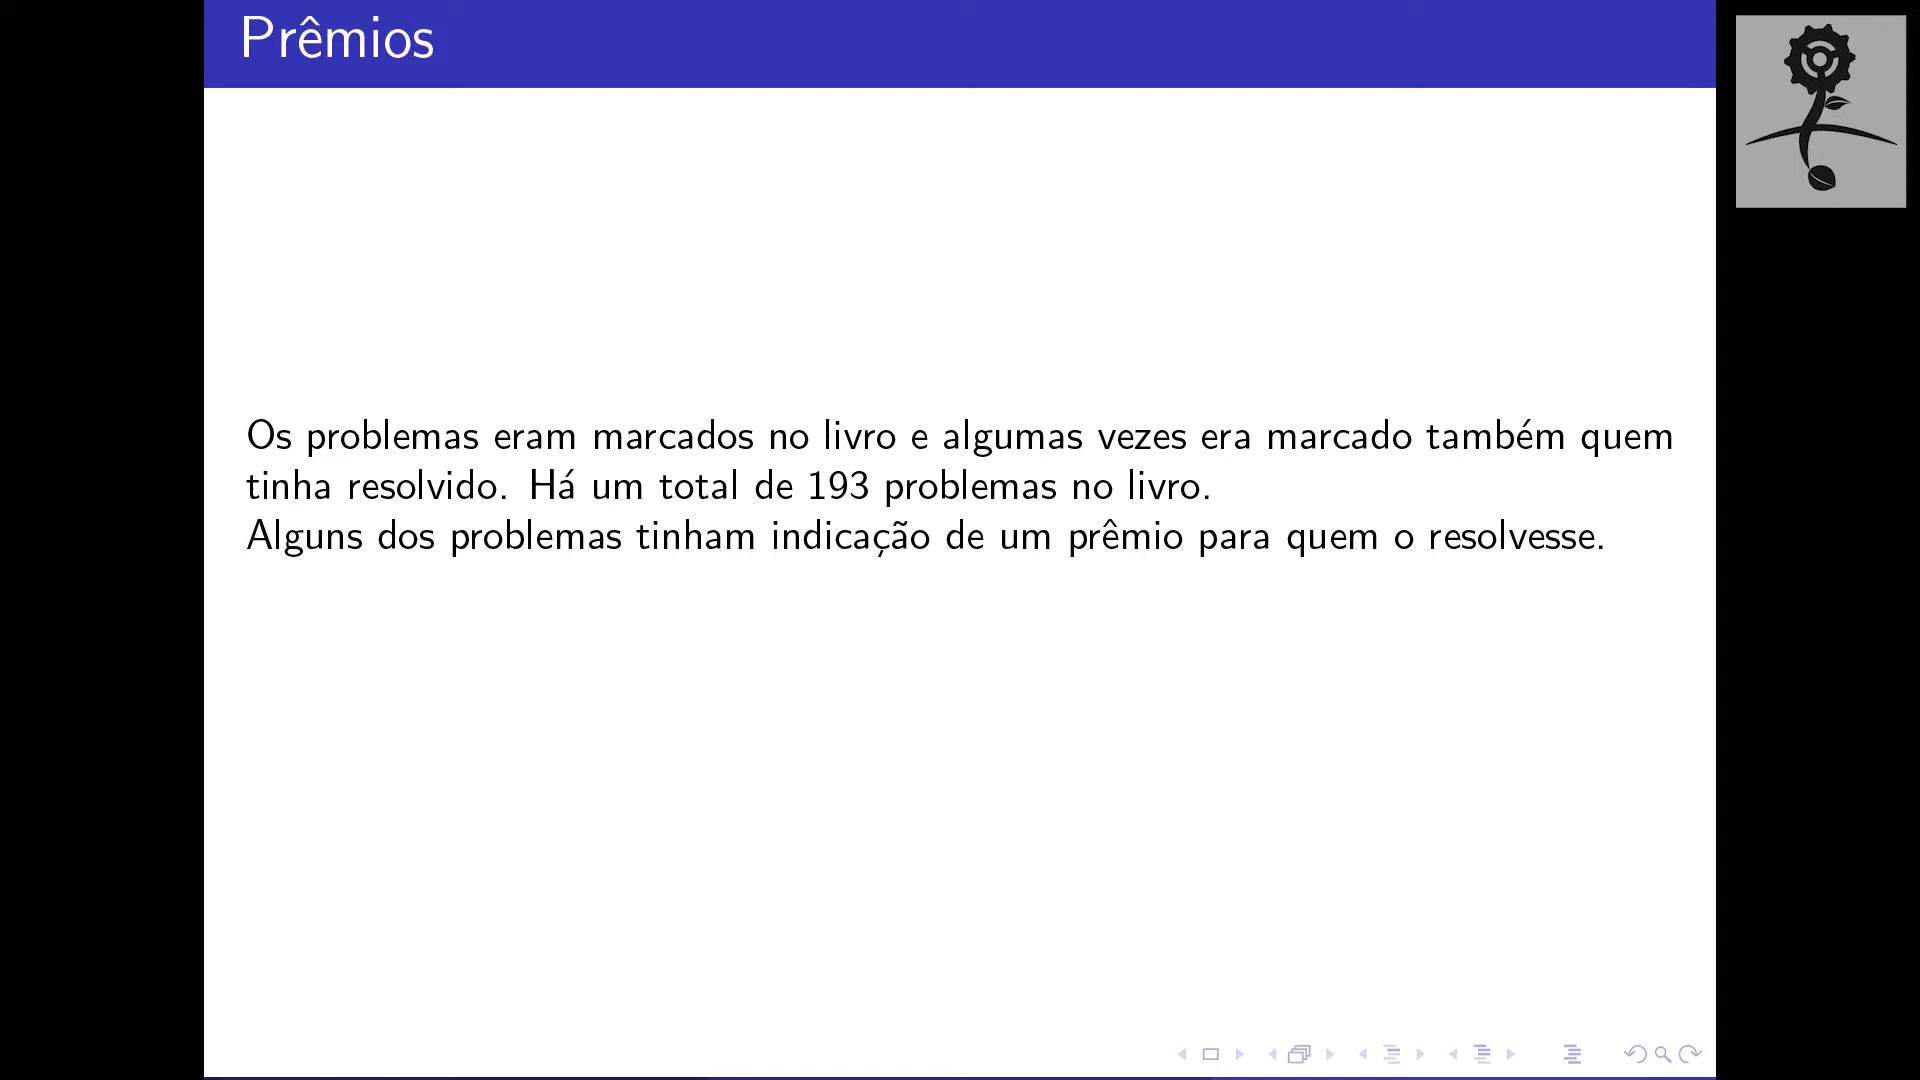 Prêmios
Os problemas eram marcados no livro e algumas vezes era marcado também quem
tinha resolvido. Há um total de 193 problemas no livro.
Alguns dos problemas tinham indicação de um prêmio para quem o resolvesse.